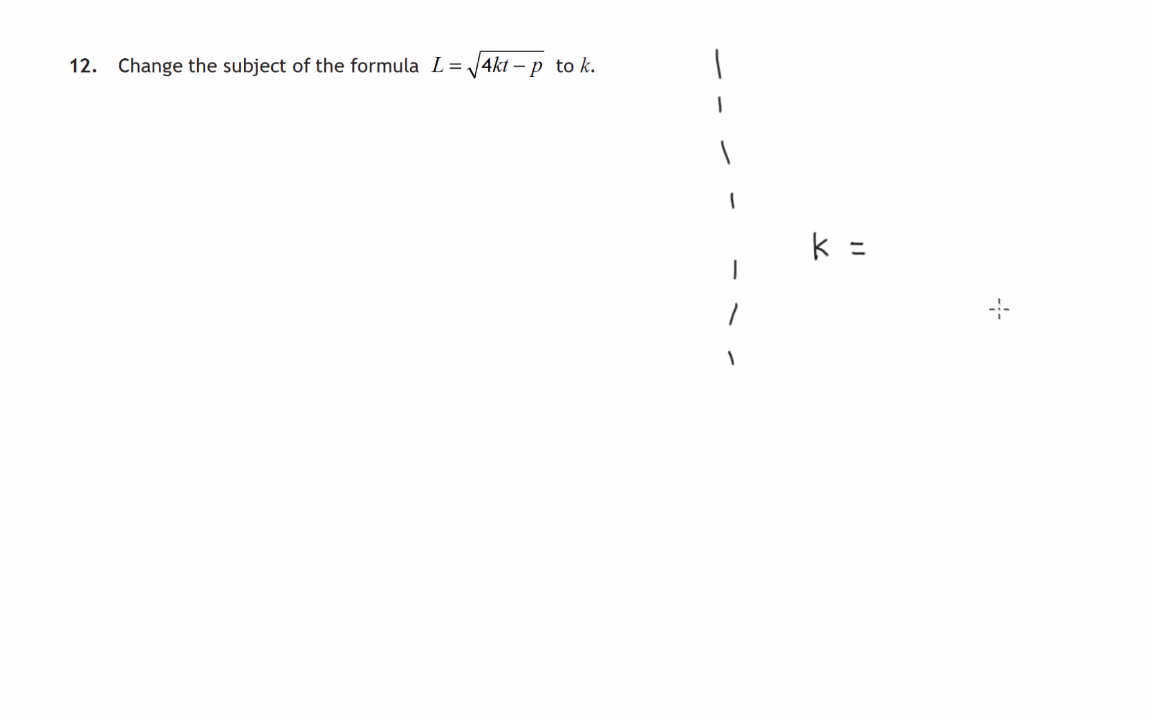 12. Change the subject of the formula L = √4kt − p to k.
k =